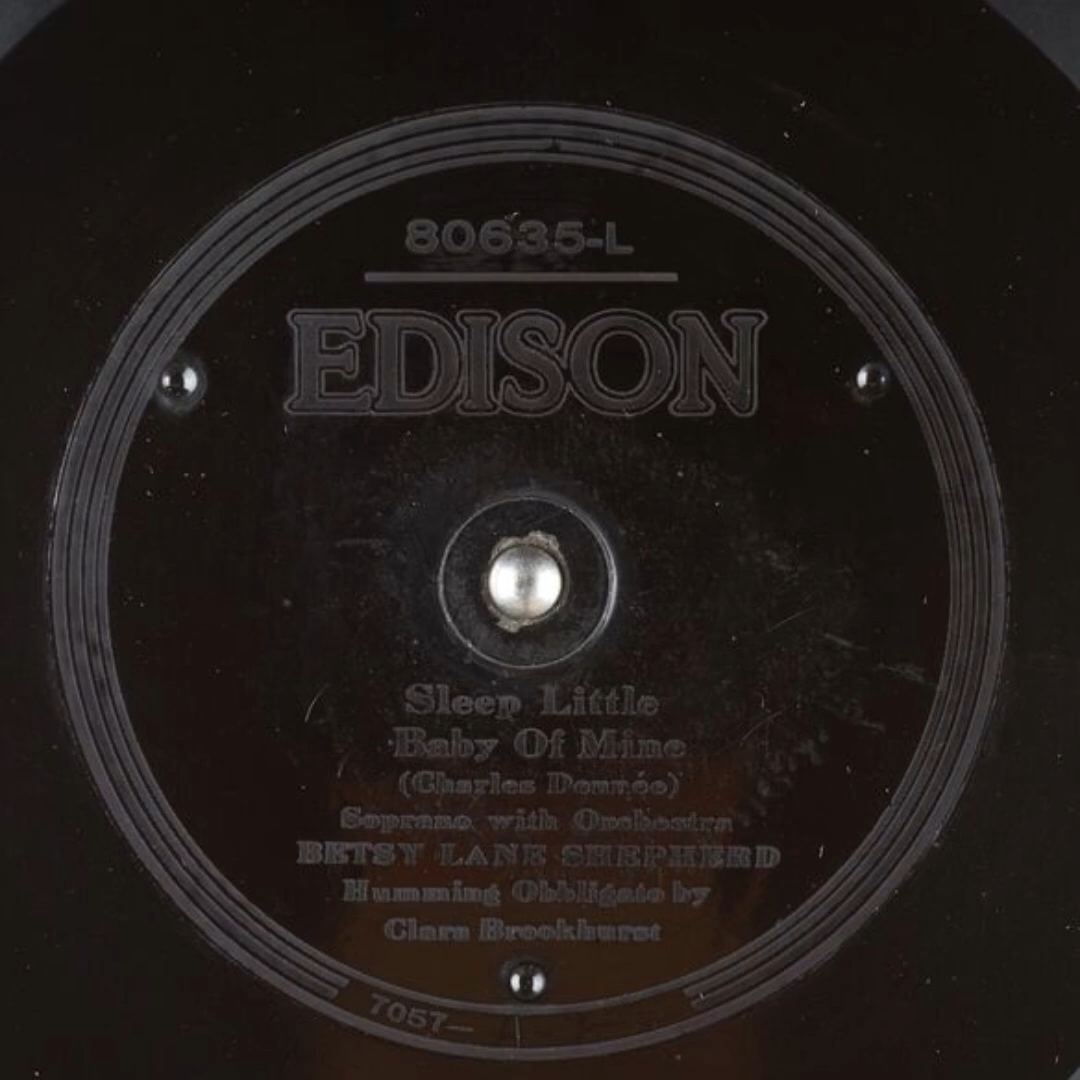 80635-L
EDISON
Sleep Little
Baby Of Mine
(Charles Donnée)
Soprano with Orchestra
BETSY LANE SHEPHERD
Humming Obbligato by
Clara Brookhurst
7057-